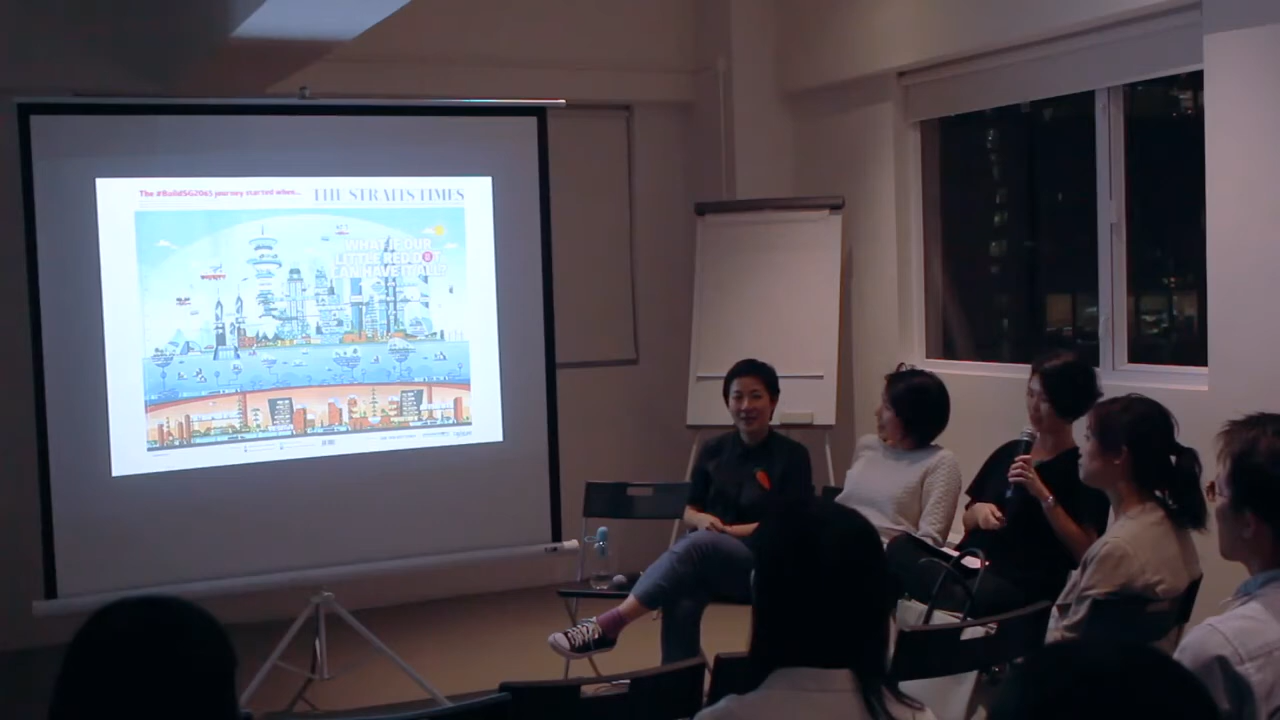 The #BuildSG2065 journey started when...
THE STRAITS TIMES
WHAT IF OUR
LITTLE RED DOT
CAN HAVE IT ALL?